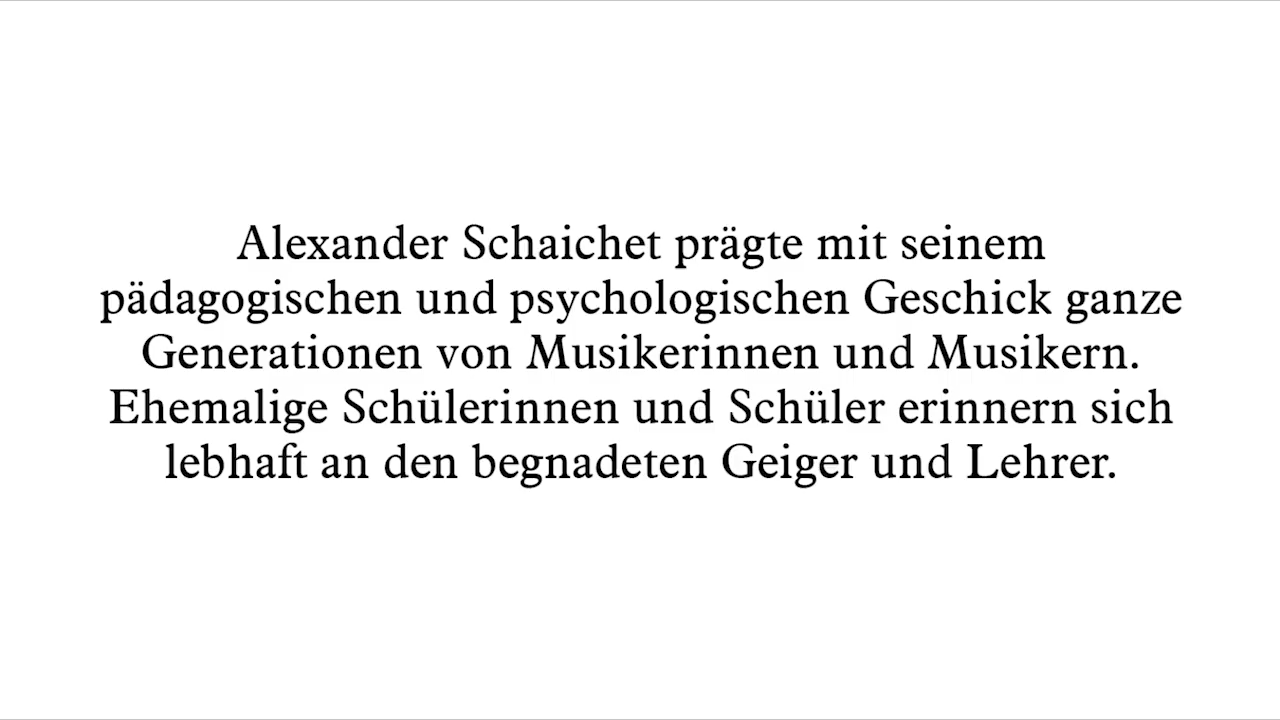 Alexander Schaichet prägte mit seinem
pädagogischen und psychologischen Geschick ganze
Generationen von Musikerinnen und Musikern.
Ehemalige Schülerinnen und Schüler erinnern sich
lebhaft an den begnadeten Geiger und Lehrer.